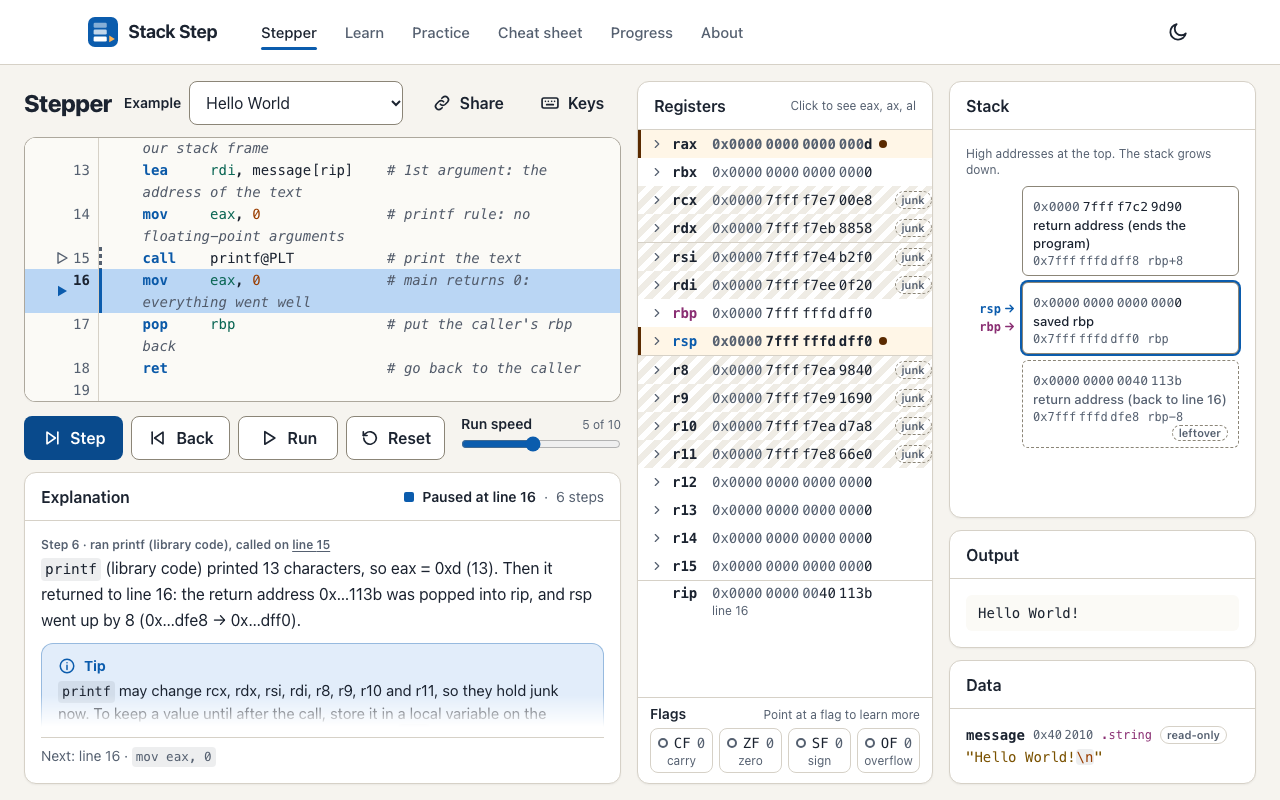 Stack Step
Stepper Learn Practice Cheat sheet Progress About
Stepper Example Hello World Share Keys
our stack frame
13 lea rdi, message[rip] # 1st argument: the
address of the text
14 mov eax, 0 # printf rule: no
floating-point arguments
15 call printf@PLT # print the text
16 mov eax, 0 # main returns 0:
everything went well
17 pop rbp # put the caller's rbp
back
18 ret # go back to the caller
19
Step Back Run Reset Run speed 5 of 10
Explanation Paused at line 16 · 6 steps
Step 6 · ran printf (library code), called on line 15
printf (library code) printed 13 characters, so eax = 0xd (13). Then it
returned to line 16: the return address 0x…113b was popped into rip, and rsp
went up by 8 (0x…dfe8 → 0x…dff0).
Tip
printf may change rcx, rdx, rsi, rdi, r8, r9, r10 and r11, so they hold junk
now. To keep a value until after the call, store it in a local variable on the
Next: line 16 · mov eax, 0
Registers Click to see eax, ax, al
rax 0x0000 0000 0000 000d
rbx 0x0000 0000 0000 0000
rcx 0x0000 7fff f7e7 00e8 junk
rdx 0x0000 7fff f7eb 8858 junk
rsi 0x0000 7fff f7e4 b2f0 junk
rdi 0x0000 7fff f7ee 0f20 junk
rbp 0x0000 7fff fffd dff0
rsp 0x0000 7fff fffd dff0
r8 0x0000 7fff f7ea 9840 junk
r9 0x0000 7fff f7e9 1690 junk
r10 0x0000 7fff f7ea d7a8 junk
r11 0x0000 7fff f7e8 66e0 junk
r12 0x0000 0000 0000 0000
r13 0x0000 0000 0000 0000
r14 0x0000 0000 0000 0000
r15 0x0000 0000 0000 0000
rip 0x0000 0000 0040 113b
line 16
Flags Point at a flag to learn more
CF 0 ZF 0 SF 0 OF 0
carry zero sign overflow
Stack
High addresses at the top. The stack grows
down.
0x0000 7fff f7c2 9d90
return address (ends the
program)
0x7fff fffd dff8 rbp+8
0x0000 0000 0000 0000
rsp → saved rbp
rbp → 0x7fff fffd dff0 rbp
0x0000 0000 0040 113b
return address (back to line 16)
0x7fff fffd dfe8 rbp−8
leftover
Output
Hello World!
Data
message 0x40 2010 .string read-only
"Hello World!\n"